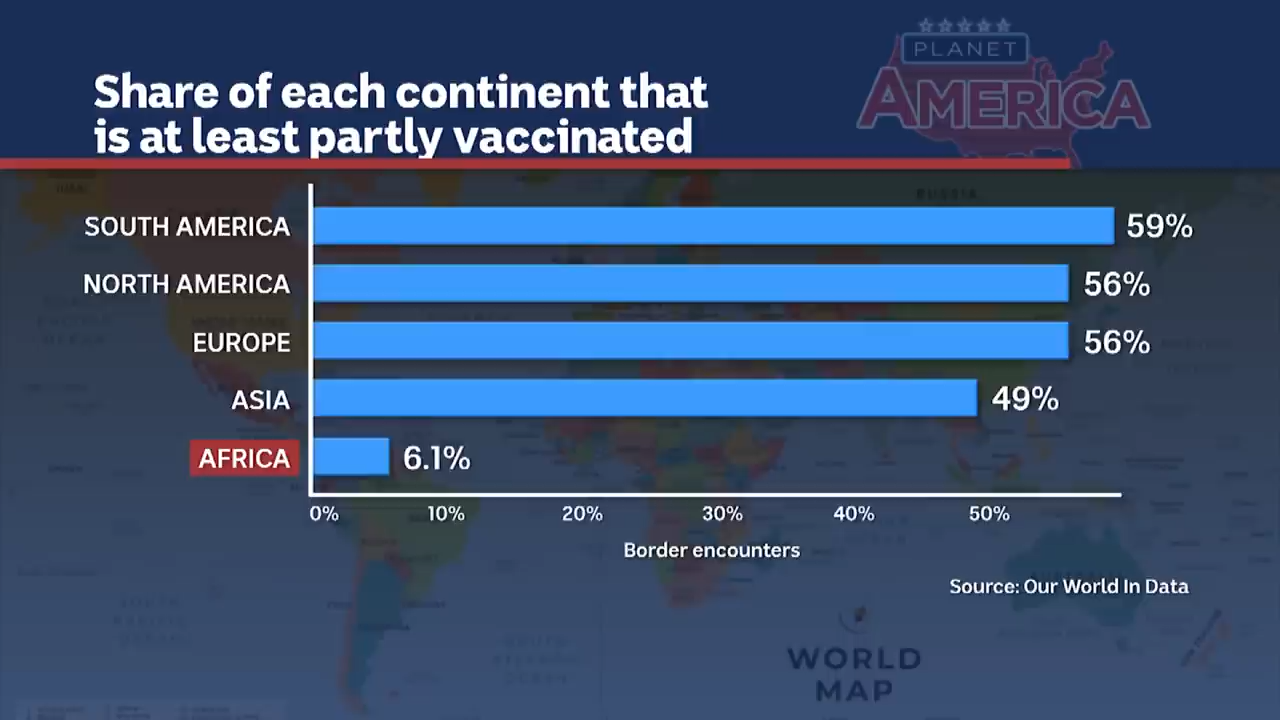 ★★★★★
PLANET
AMERICA
Share of each continent that
is at least partly vaccinated
RUSSIA
SOUTH AMERICA 59%
NORTH AMERICA 56%
EUROPE 56%
ASIA 49%
AFRICA 6.1%
0% 10% 20% 30% 40% 50%
Border encounters
Source: Our World In Data
WORLD
MAP